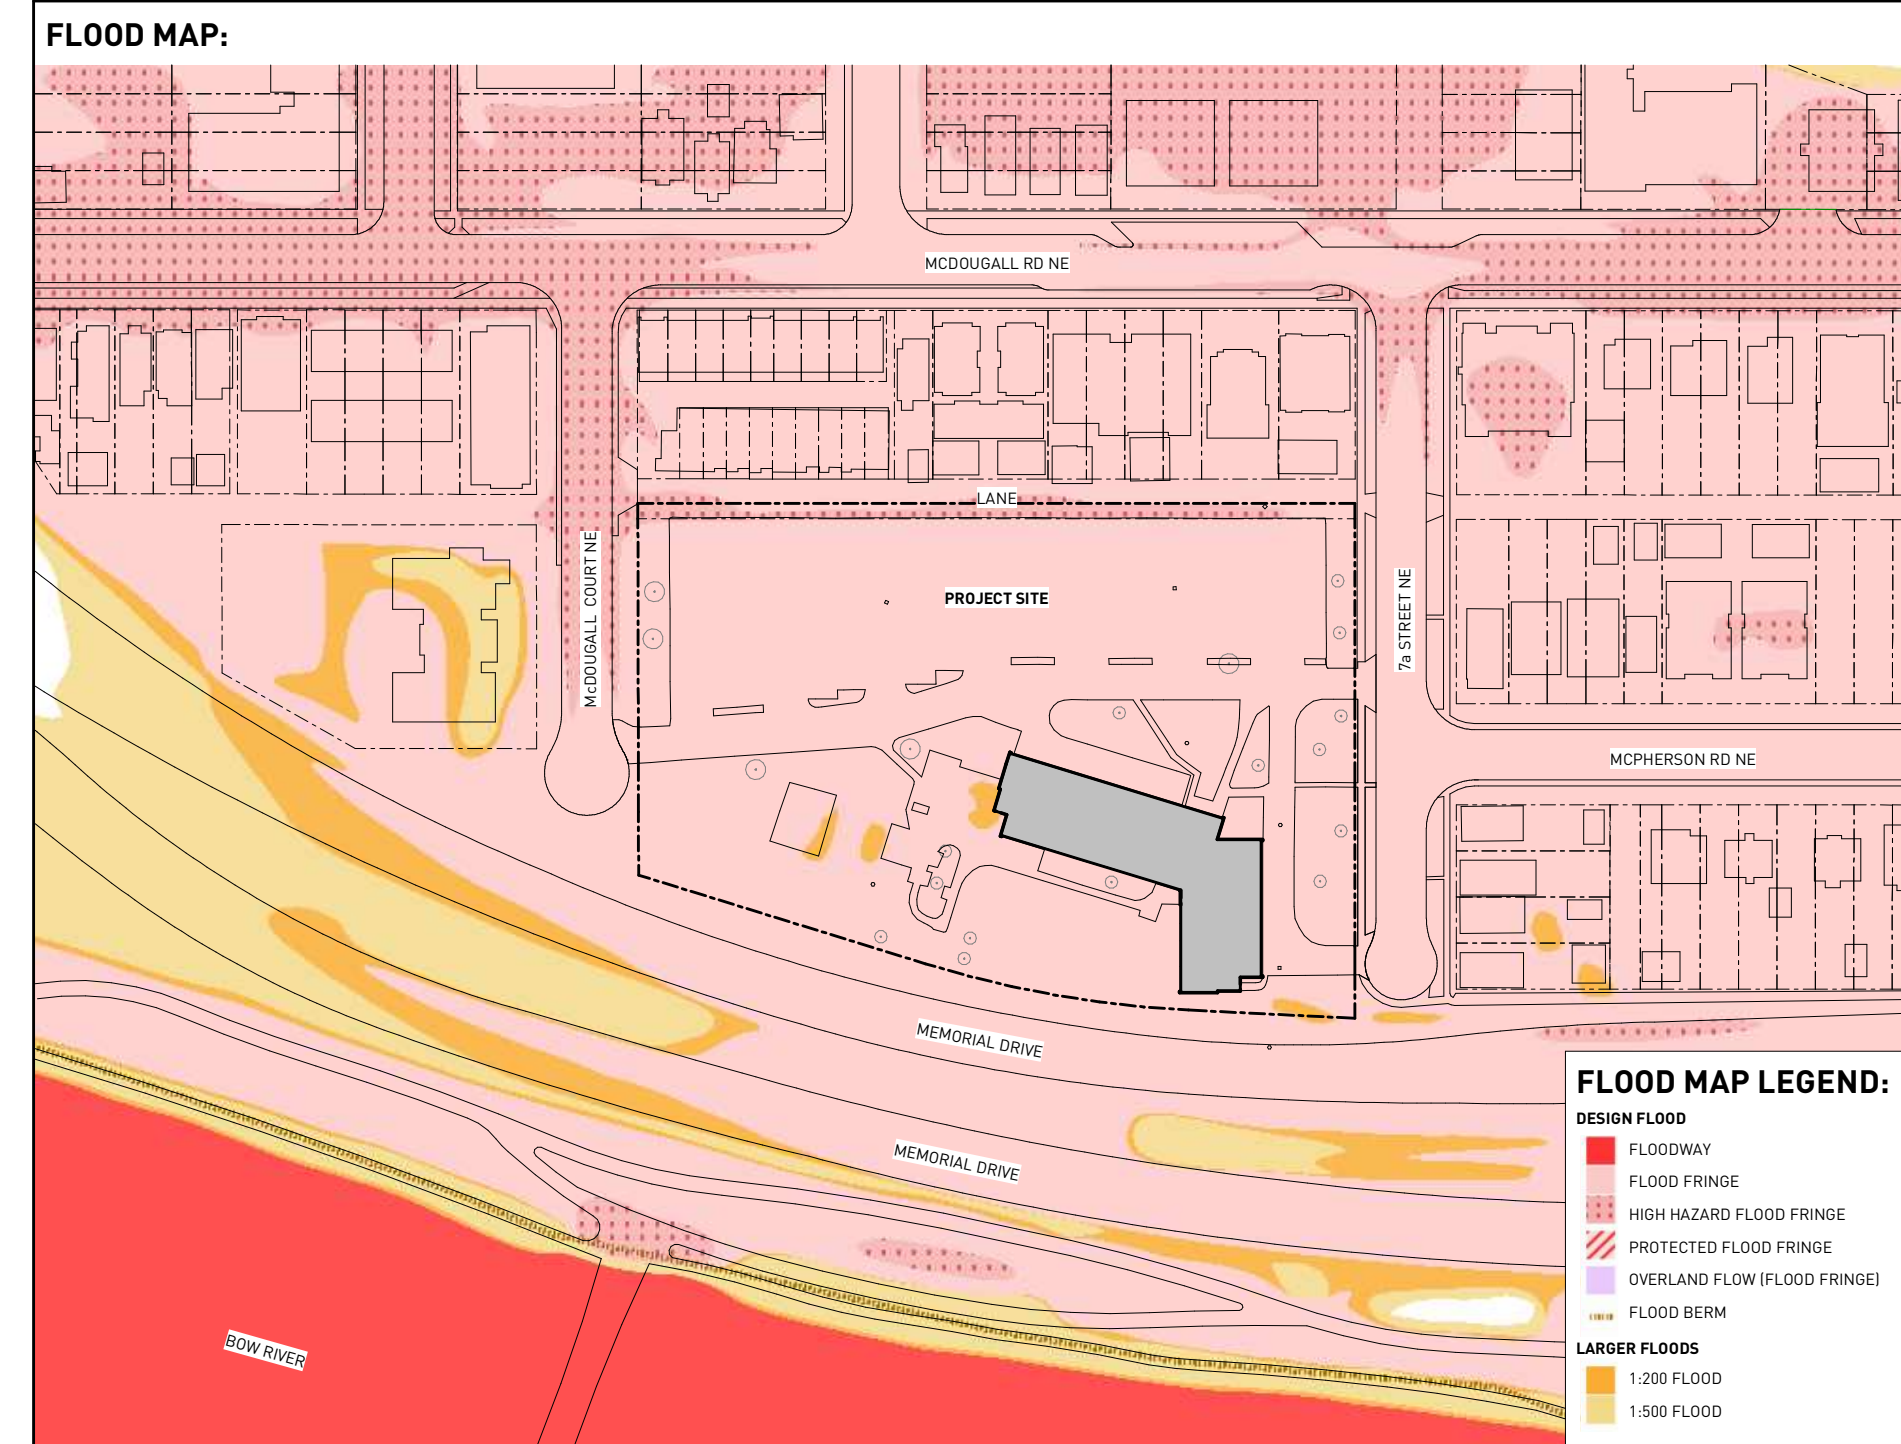 FLOOD MAP:
MCDOUGALL RD NE
LANE
McDOUGALL COURT NE
PROJECT SITE
7a STREET NE
MCPHERSON RD NE
MEMORIAL DRIVE
MEMORIAL DRIVE
BOW RIVER
FLOOD MAP LEGEND:
DESIGN FLOOD
FLOODWAY
FLOOD FRINGE
HIGH HAZARD FLOOD FRINGE
PROTECTED FLOOD FRINGE
OVERLAND FLOW (FLOOD FRINGE)
FLOOD BERM
LARGER FLOODS
1:200 FLOOD
1:500 FLOOD